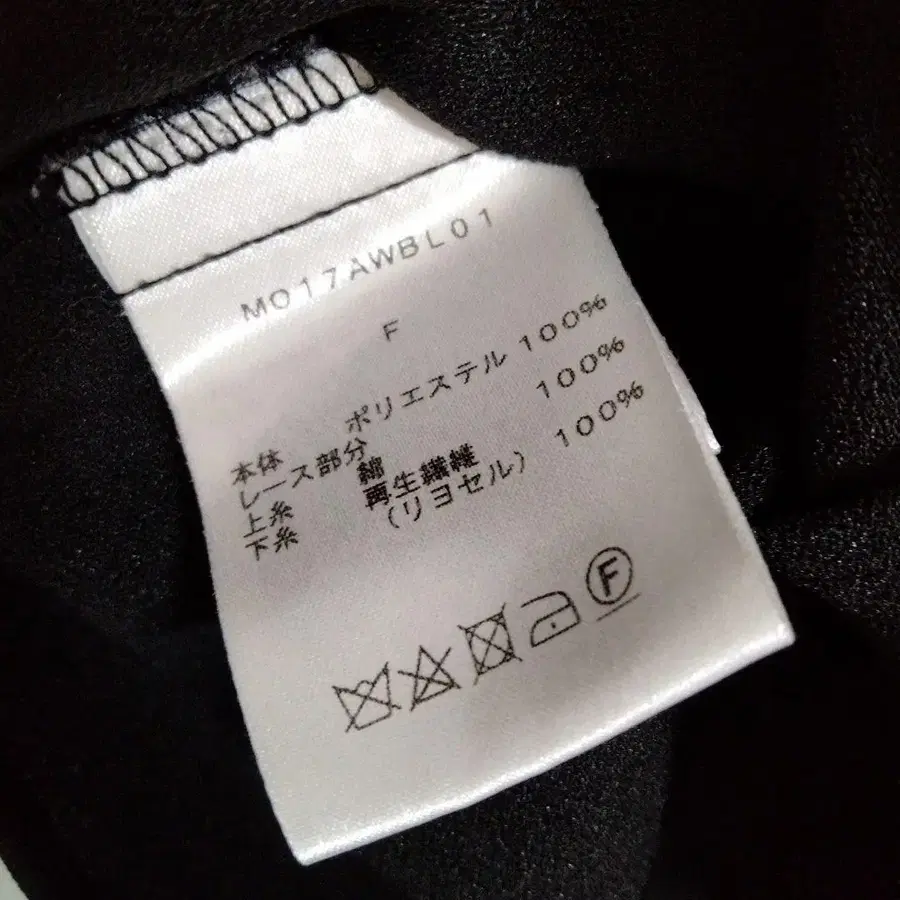 MO17AWBL01
F
本体 ポリエステル 100%
レース部分
上糸 綿 100%
下糸 再生繊維 100%
(リヨセル)
F